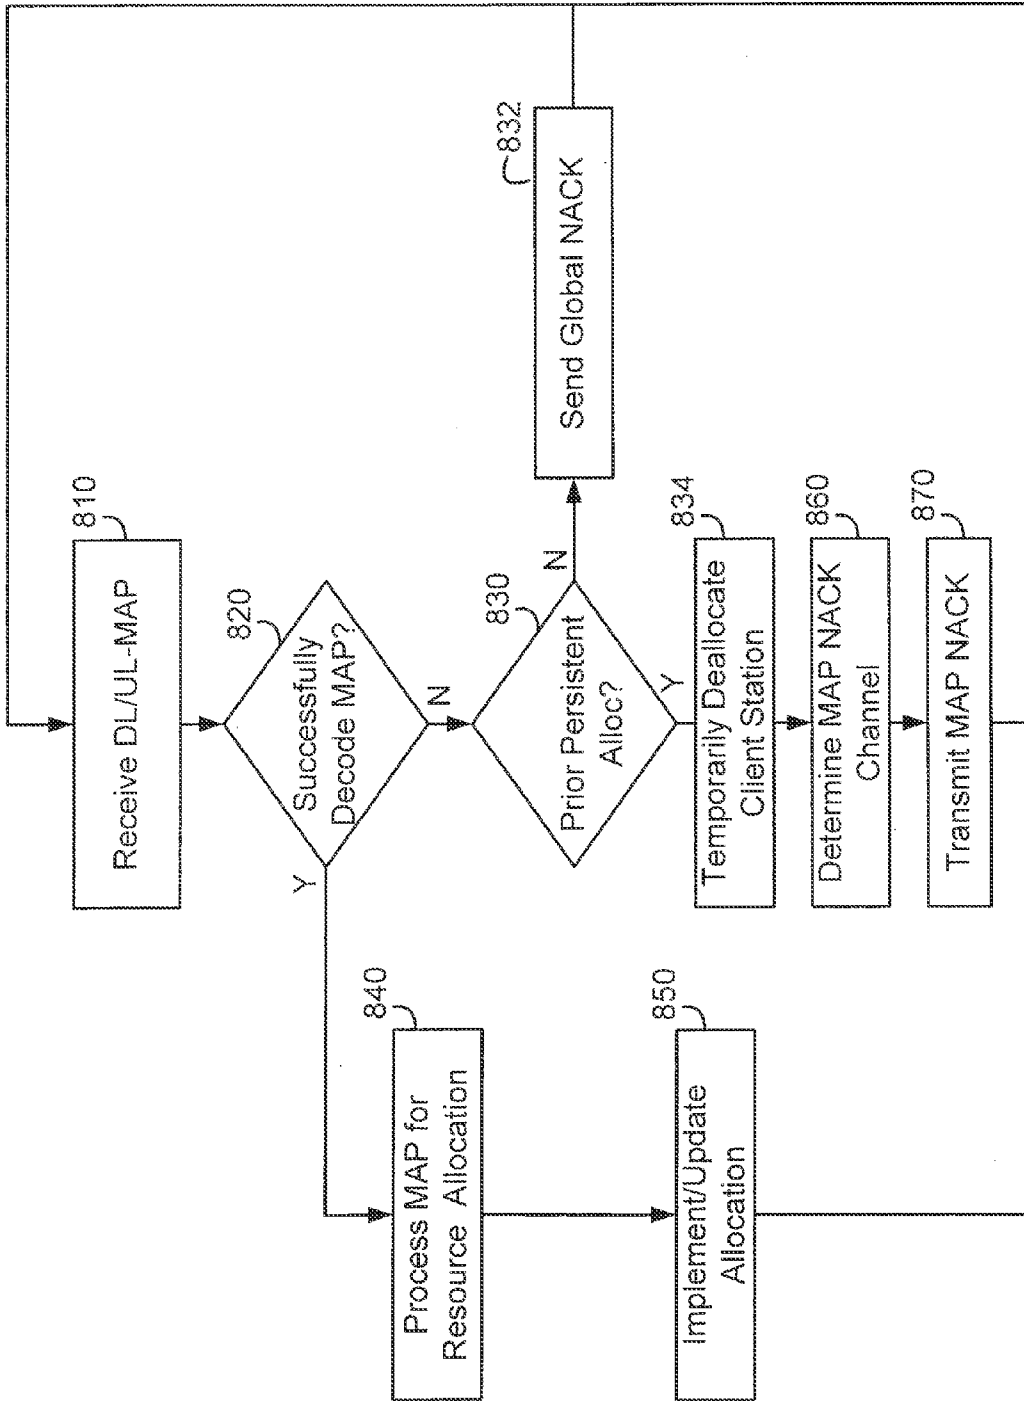 810
Receive DL/UL-MAP
820
Successfully
Decode MAP?
Y
N
840
Process MAP for
Resource Allocation
850
Implement/Update
Allocation
830
Prior Persistent
Alloc?
N
Y
832
Send Global NACK
834
Temporarily Deallocate
Client Station
860
Determine MAP NACK
Channel
870
Transmit MAP NACK